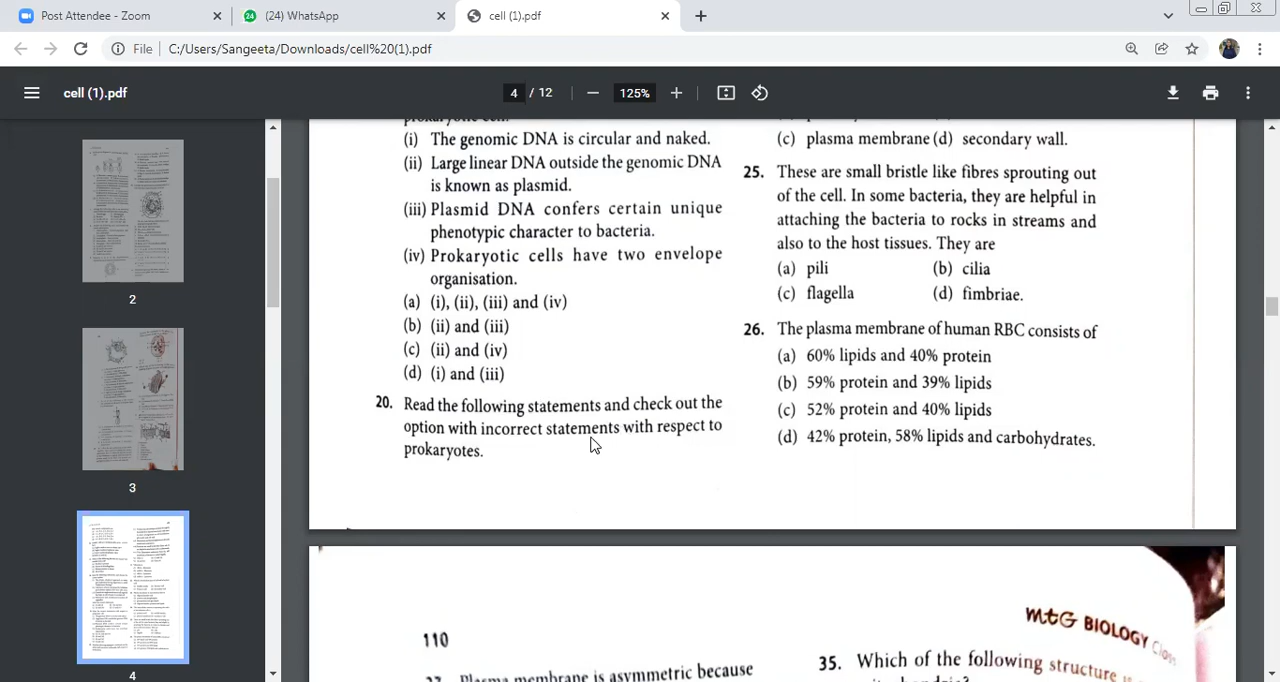 Post Attendee - Zoom
(24) WhatsApp
cell (1).pdf
File
C:/Users/Sangeeta/Downloads/cell%20(1).pdf
cell (1).pdf
4 / 12
125%
2
3
4
prokaryotic cell.
(i) The genomic DNA is circular and naked.
(ii) Large linear DNA outside the genomic DNA
is known as plasmid.
(iii) Plasmid DNA confers certain unique
phenotypic character to bacteria.
(iv) Prokaryotic cells have two envelope
organisation.
(a) (i), (ii), (iii) and (iv)
(b) (ii) and (iii)
(c) (ii) and (iv)
(d) (i) and (iii)
20. Read the following statements and check out the
option with incorrect statements with respect to
prokaryotes.
(c) plasma membrane (d) secondary wall.
25. These are small bristle like fibres sprouting out
of the cell. In some bacteria, they are helpful in
attaching the bacteria to rocks in streams and
also to the host tissues. They are
(a) pili (b) cilia
(c) flagella (d) fimbriae.
26. The plasma membrane of human RBC consists of
(a) 60% lipids and 40% protein
(b) 59% protein and 39% lipids
(c) 52% protein and 40% lipids
(d) 42% protein, 58% lipids and carbohydrates.
110
Plasma membrane is asymmetric because
mtG BIOLOGY
35. Which of the following structure